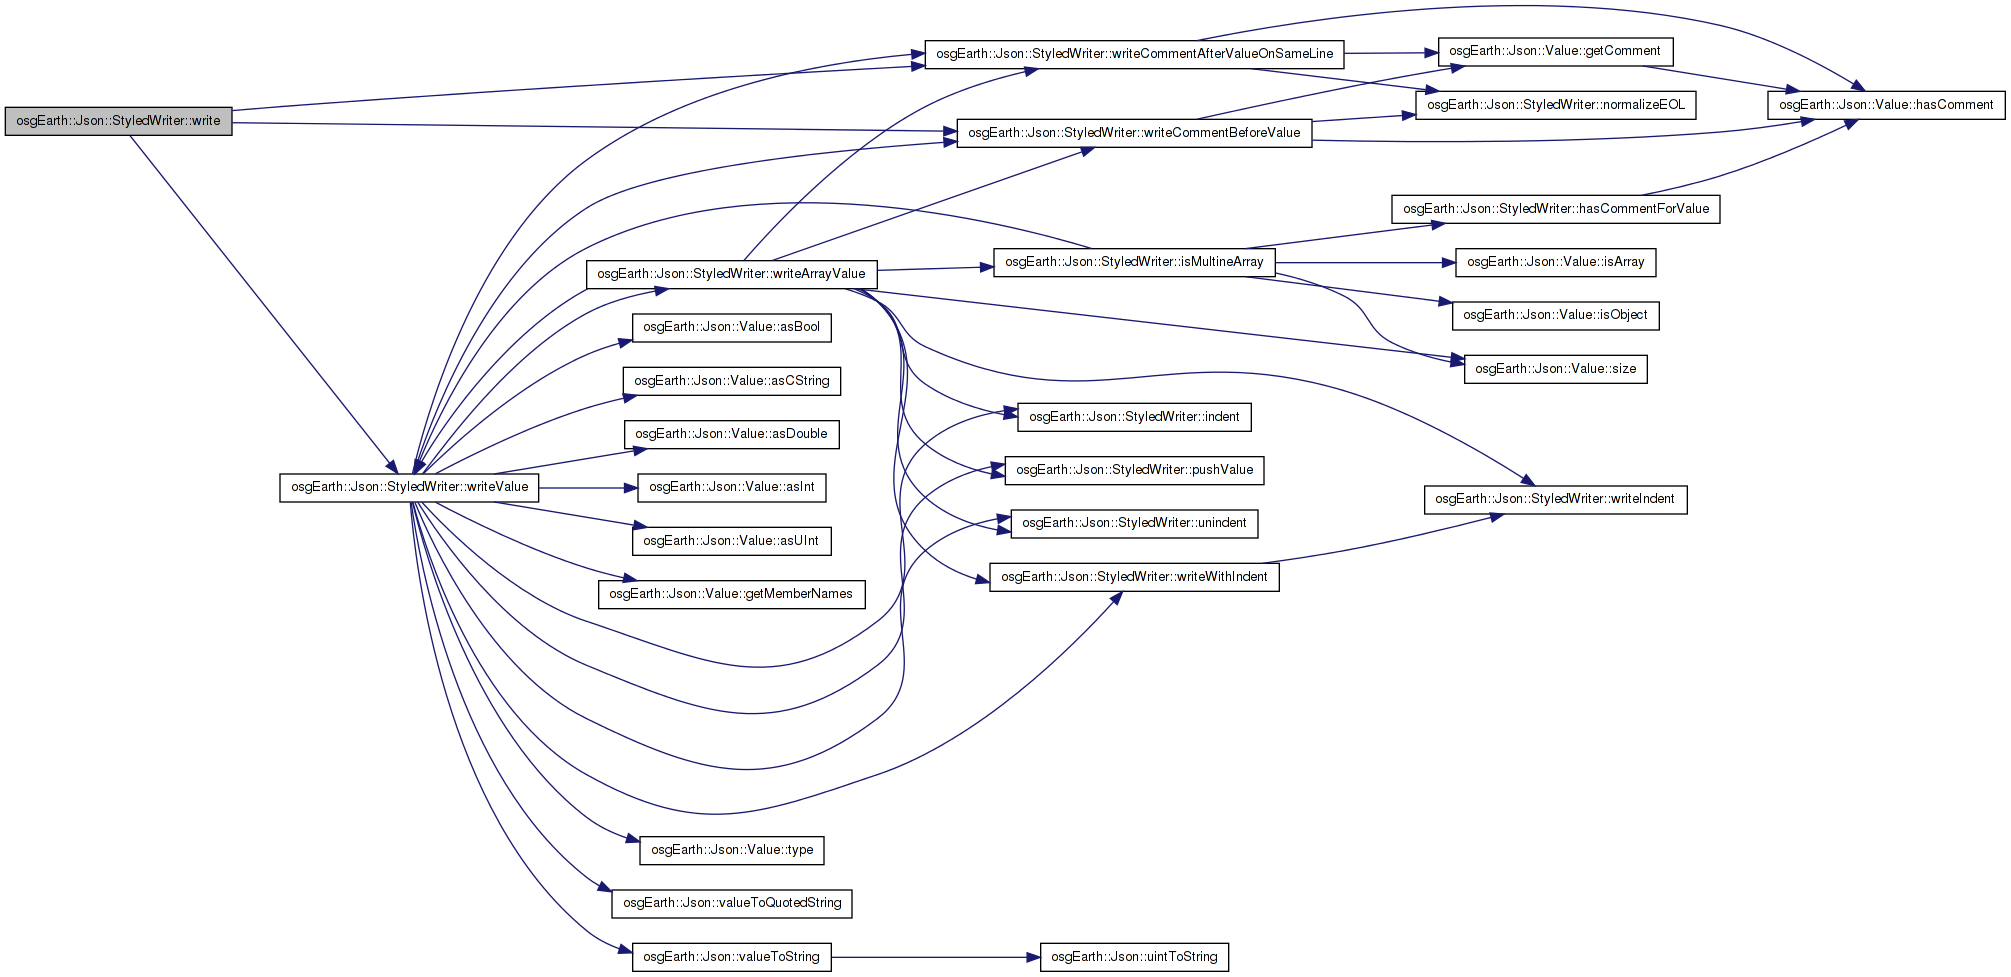 osgEarth::Json::StyledWriter::write
osgEarth::Json::StyledWriter::writeValue
osgEarth::Json::StyledWriter::writeArrayValue
osgEarth::Json::Value::asBool
osgEarth::Json::Value::asCString
osgEarth::Json::Value::asDouble
osgEarth::Json::Value::asInt
osgEarth::Json::Value::asUInt
osgEarth::Json::Value::getMemberNames
osgEarth::Json::Value::type
osgEarth::Json::valueToQuotedString
osgEarth::Json::valueToString
osgEarth::Json::StyledWriter::writeCommentAfterValueOnSameLine
osgEarth::Json::StyledWriter::writeCommentBeforeValue
osgEarth::Json::StyledWriter::isMultineArray
osgEarth::Json::StyledWriter::indent
osgEarth::Json::StyledWriter::pushValue
osgEarth::Json::StyledWriter::unindent
osgEarth::Json::StyledWriter::writeWithIndent
osgEarth::Json::uintToString
osgEarth::Json::Value::getComment
osgEarth::Json::StyledWriter::normalizeEOL
osgEarth::Json::StyledWriter::hasCommentForValue
osgEarth::Json::Value::isArray
osgEarth::Json::Value::isObject
osgEarth::Json::Value::size
osgEarth::Json::StyledWriter::writeIndent
osgEarth::Json::Value::hasComment